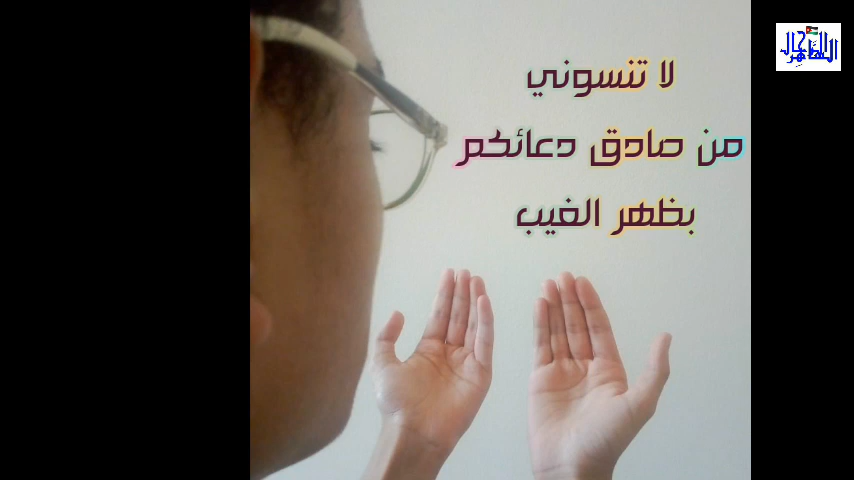 لا تنسوني
من صادق دعائكم
بظهر الغيب